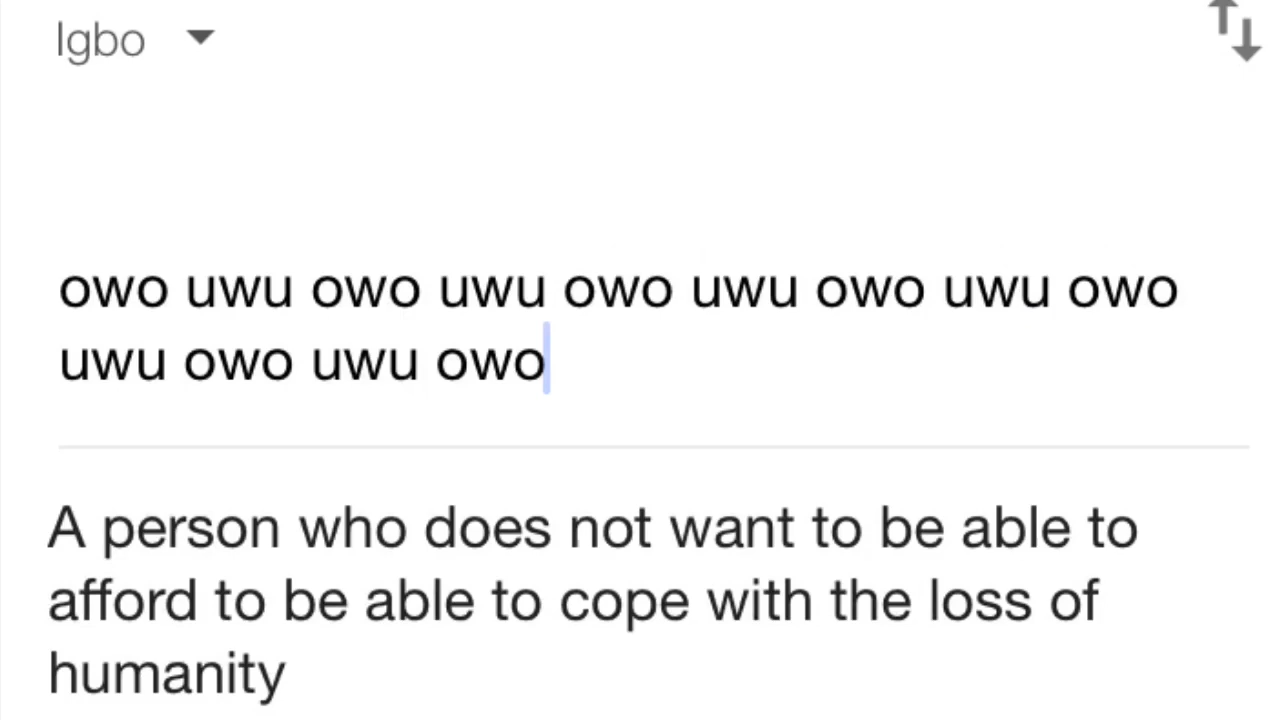 Igbo
owo uwu owo uwu owo uwu owo uwu owo
uwu owo uwu owo
A person who does not want to be able to
afford to be able to cope with the loss of
humanity